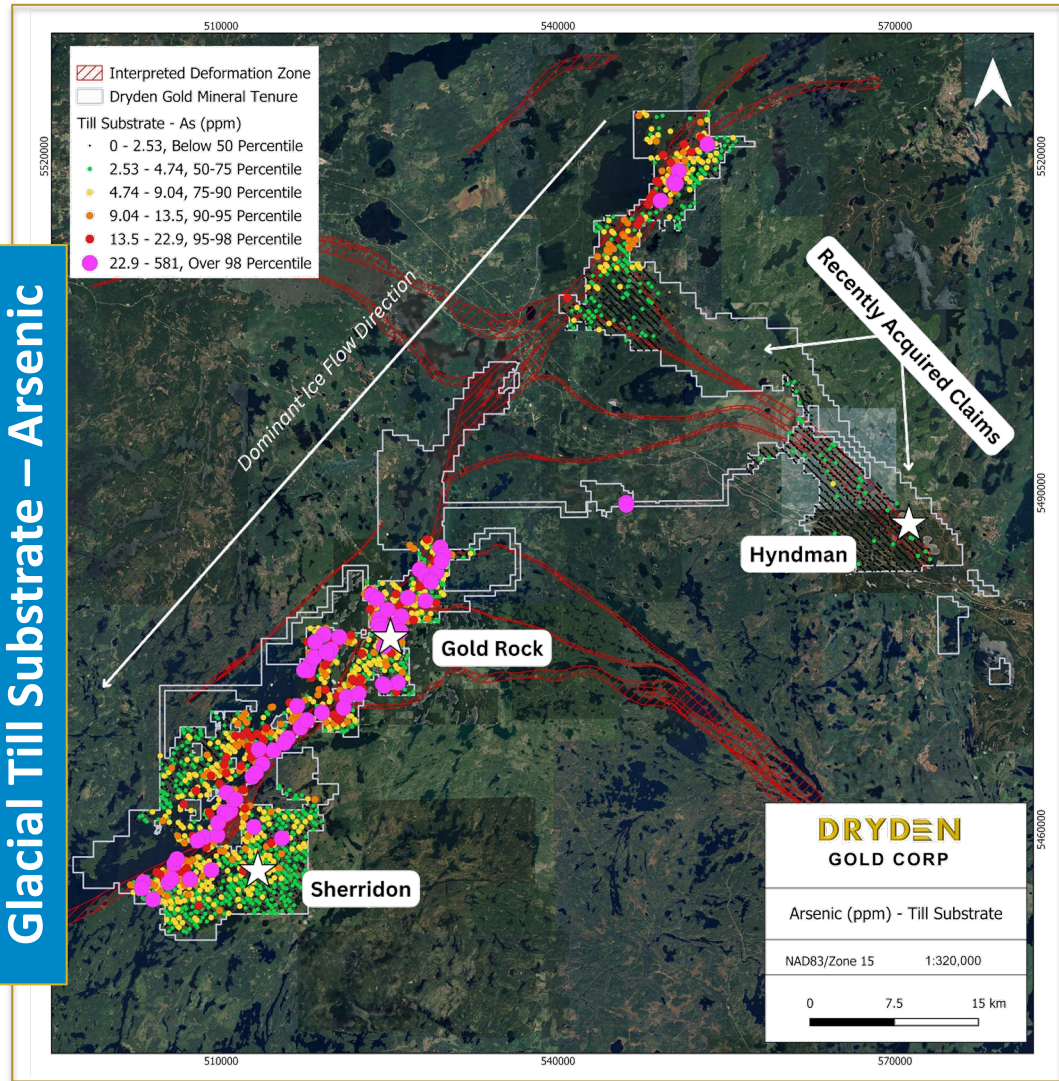 Glacial Till Substrate – Arsenic
510000
540000
570000
5520000
5520000
5490000
5460000
510000
540000
570000
Interpreted Deformation Zone
Dryden Gold Mineral Tenure
Till Substrate - As (ppm)
0 - 2.53, Below 50 Percentile
2.53 - 4.74, 50-75 Percentile
4.74 - 9.04, 75-90 Percentile
9.04 - 13.5, 90-95 Percentile
13.5 - 22.9, 95-98 Percentile
22.9 - 581, Over 98 Percentile
Dominant Ice Flow Direction
Recently Acquired Claims
Hyndman
Gold Rock
Sherridon
DRYDEN
GOLD CORP
Arsenic (ppm) - Till Substrate
NAD83/Zone 15 1:320,000
0 7.5 15 km